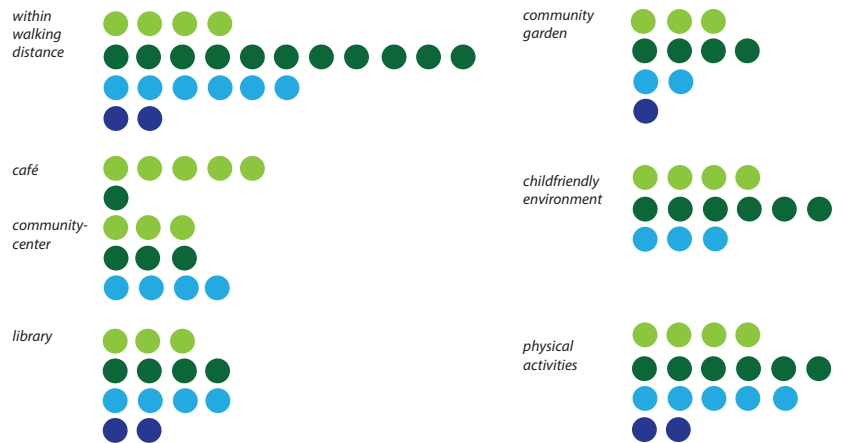 within
walking
distance
café
community-
center
library
community
garden
childfriendly
environment
physical
activities